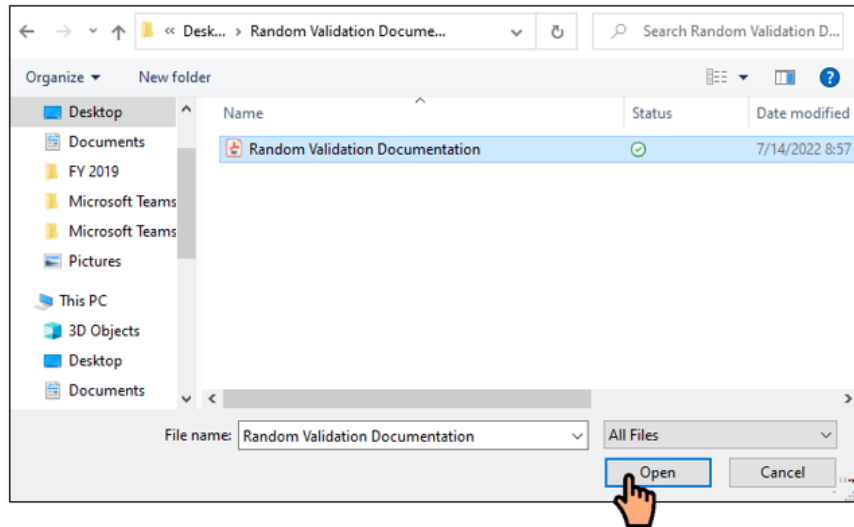 « Desk... › Random Validation Docume...
Search Random Validation D...
Organize
New folder
Name
Status
Date modified
Desktop
Documents
FY 2019
Microsoft Teams
Microsoft Teams
Pictures
This PC
3D Objects
Desktop
Documents
Random Validation Documentation
7/14/2022 8:57
File name:
Random Validation Documentation
All Files
Open
Cancel